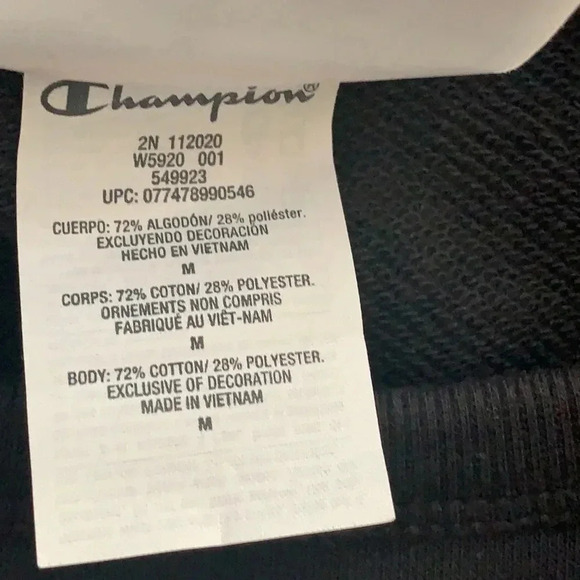 Champion®
2N 112020
W5920 001
549923
UPC: 077478990546
CUERPO: 72% ALGODÓN/ 28% poliéster.
EXCLUYENDO DECORACIÓN
HECHO EN VIETNAM
M
CORPS: 72% COTON/ 28% POLYESTER.
ORNEMENTS NON COMPRIS
FABRIQUÉ AU VIÊT-NAM
M
BODY: 72% COTTON/ 28% POLYESTER.
EXCLUSIVE OF DECORATION
MADE IN VIETNAM
M